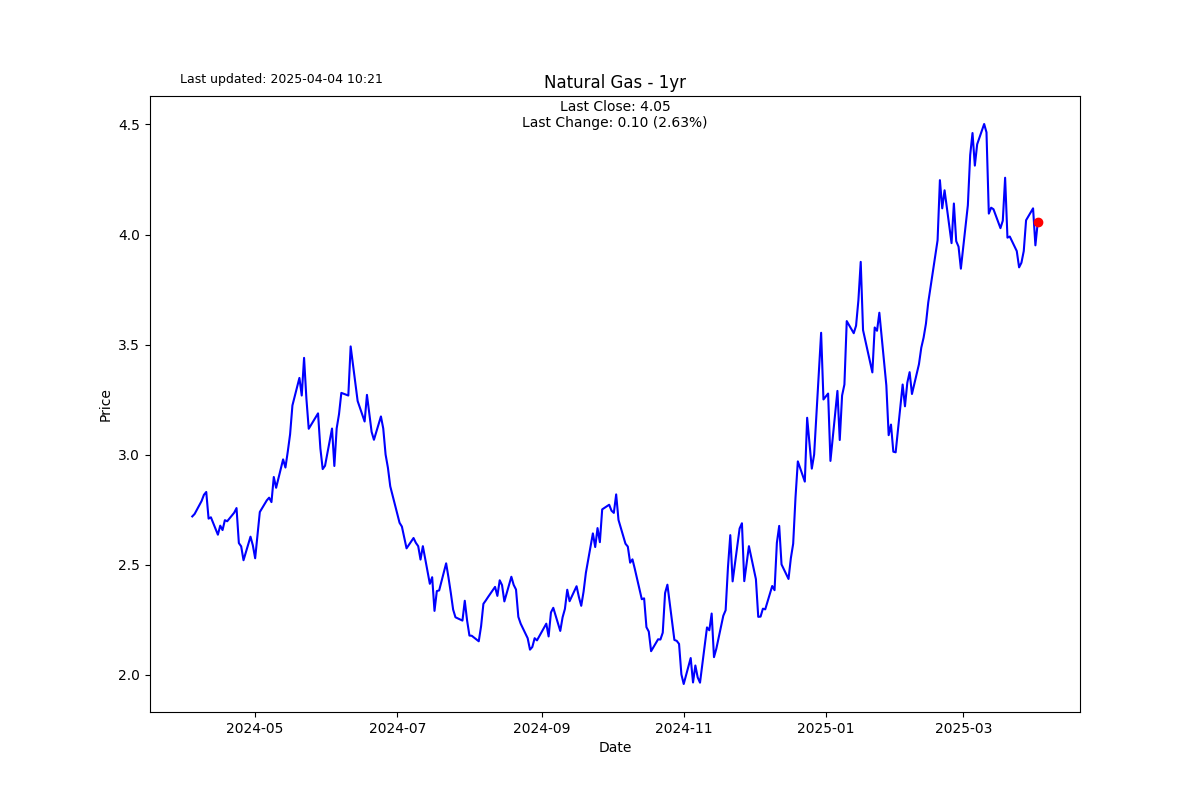 Last updated: 2025-04-04 10:21
Natural Gas - 1yr
Last Close: 4.05
Last Change: 0.10 (2.63%)
4.5
4.0
3.5
3.0
2.5
2.0
Price
2024-05 2024-07 2024-09 2024-11 2025-01 2025-03
Date